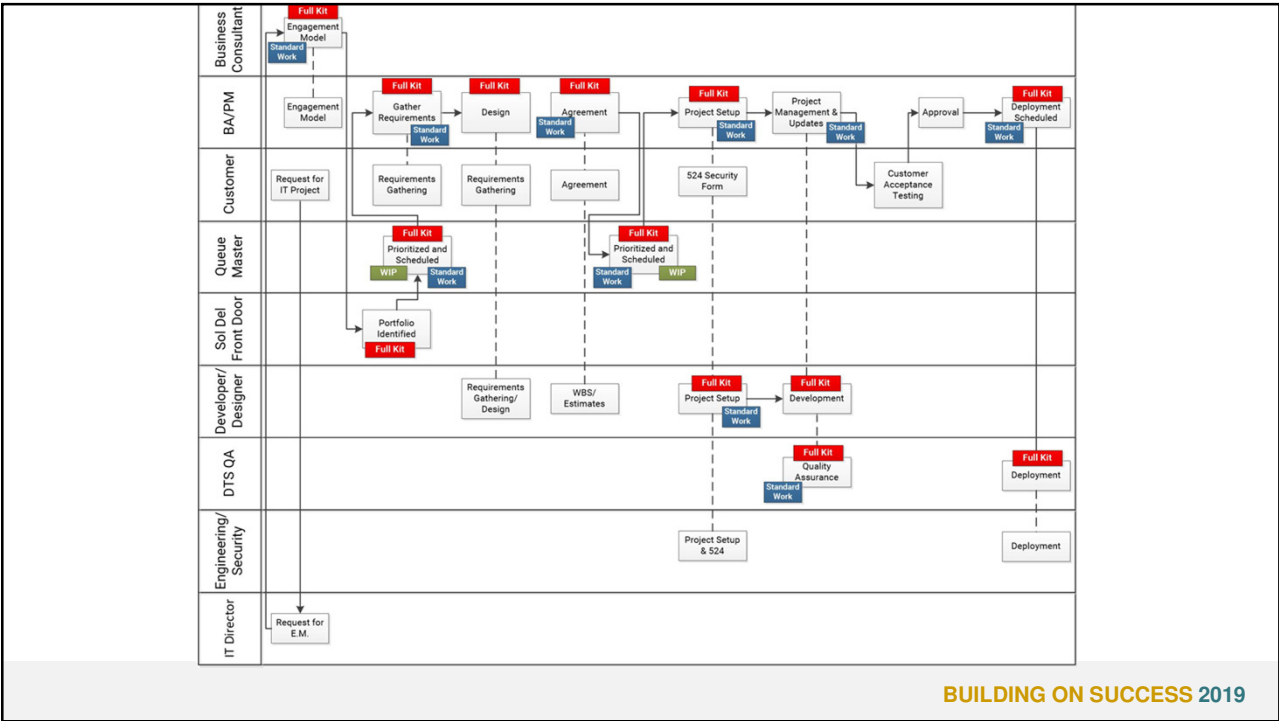 Business
Consultant
Full Kit
Engagement
Model
Standard
Work
BA/PM
Engagement
Model
Full Kit
Gather
Requirements
Standard
Work
Full Kit
Design
Full Kit
Agreement
Standard
Work
Full Kit
Project Setup
Standard
Work
Project
Management &
Updates
Standard
Work
Approval
Full Kit
Deployment
Scheduled
Standard
Work
Customer
Request for
IT Project
Requirements
Gathering
Requirements
Gathering
Agreement
524 Security
Form
Customer
Acceptance
Testing
Queue
Master
Full Kit
Prioritized and
Scheduled
WIP
Standard
Work
Full Kit
Prioritized and
Scheduled
Standard
Work
WIP
Sol Del
Front Door
Portfolio
Identified
Full Kit
Developer/
Designer
Requirements
Gathering/
Design
WBS/
Estimates
Full Kit
Project Setup
Standard
Work
Full Kit
Development
DTS QA
Full Kit
Quality
Assurance
Standard
Work
Full Kit
Deployment
Engineering/
Security
Project Setup
& 524
Deployment
IT Director
Request for
E.M.
BUILDING ON SUCCESS 2019